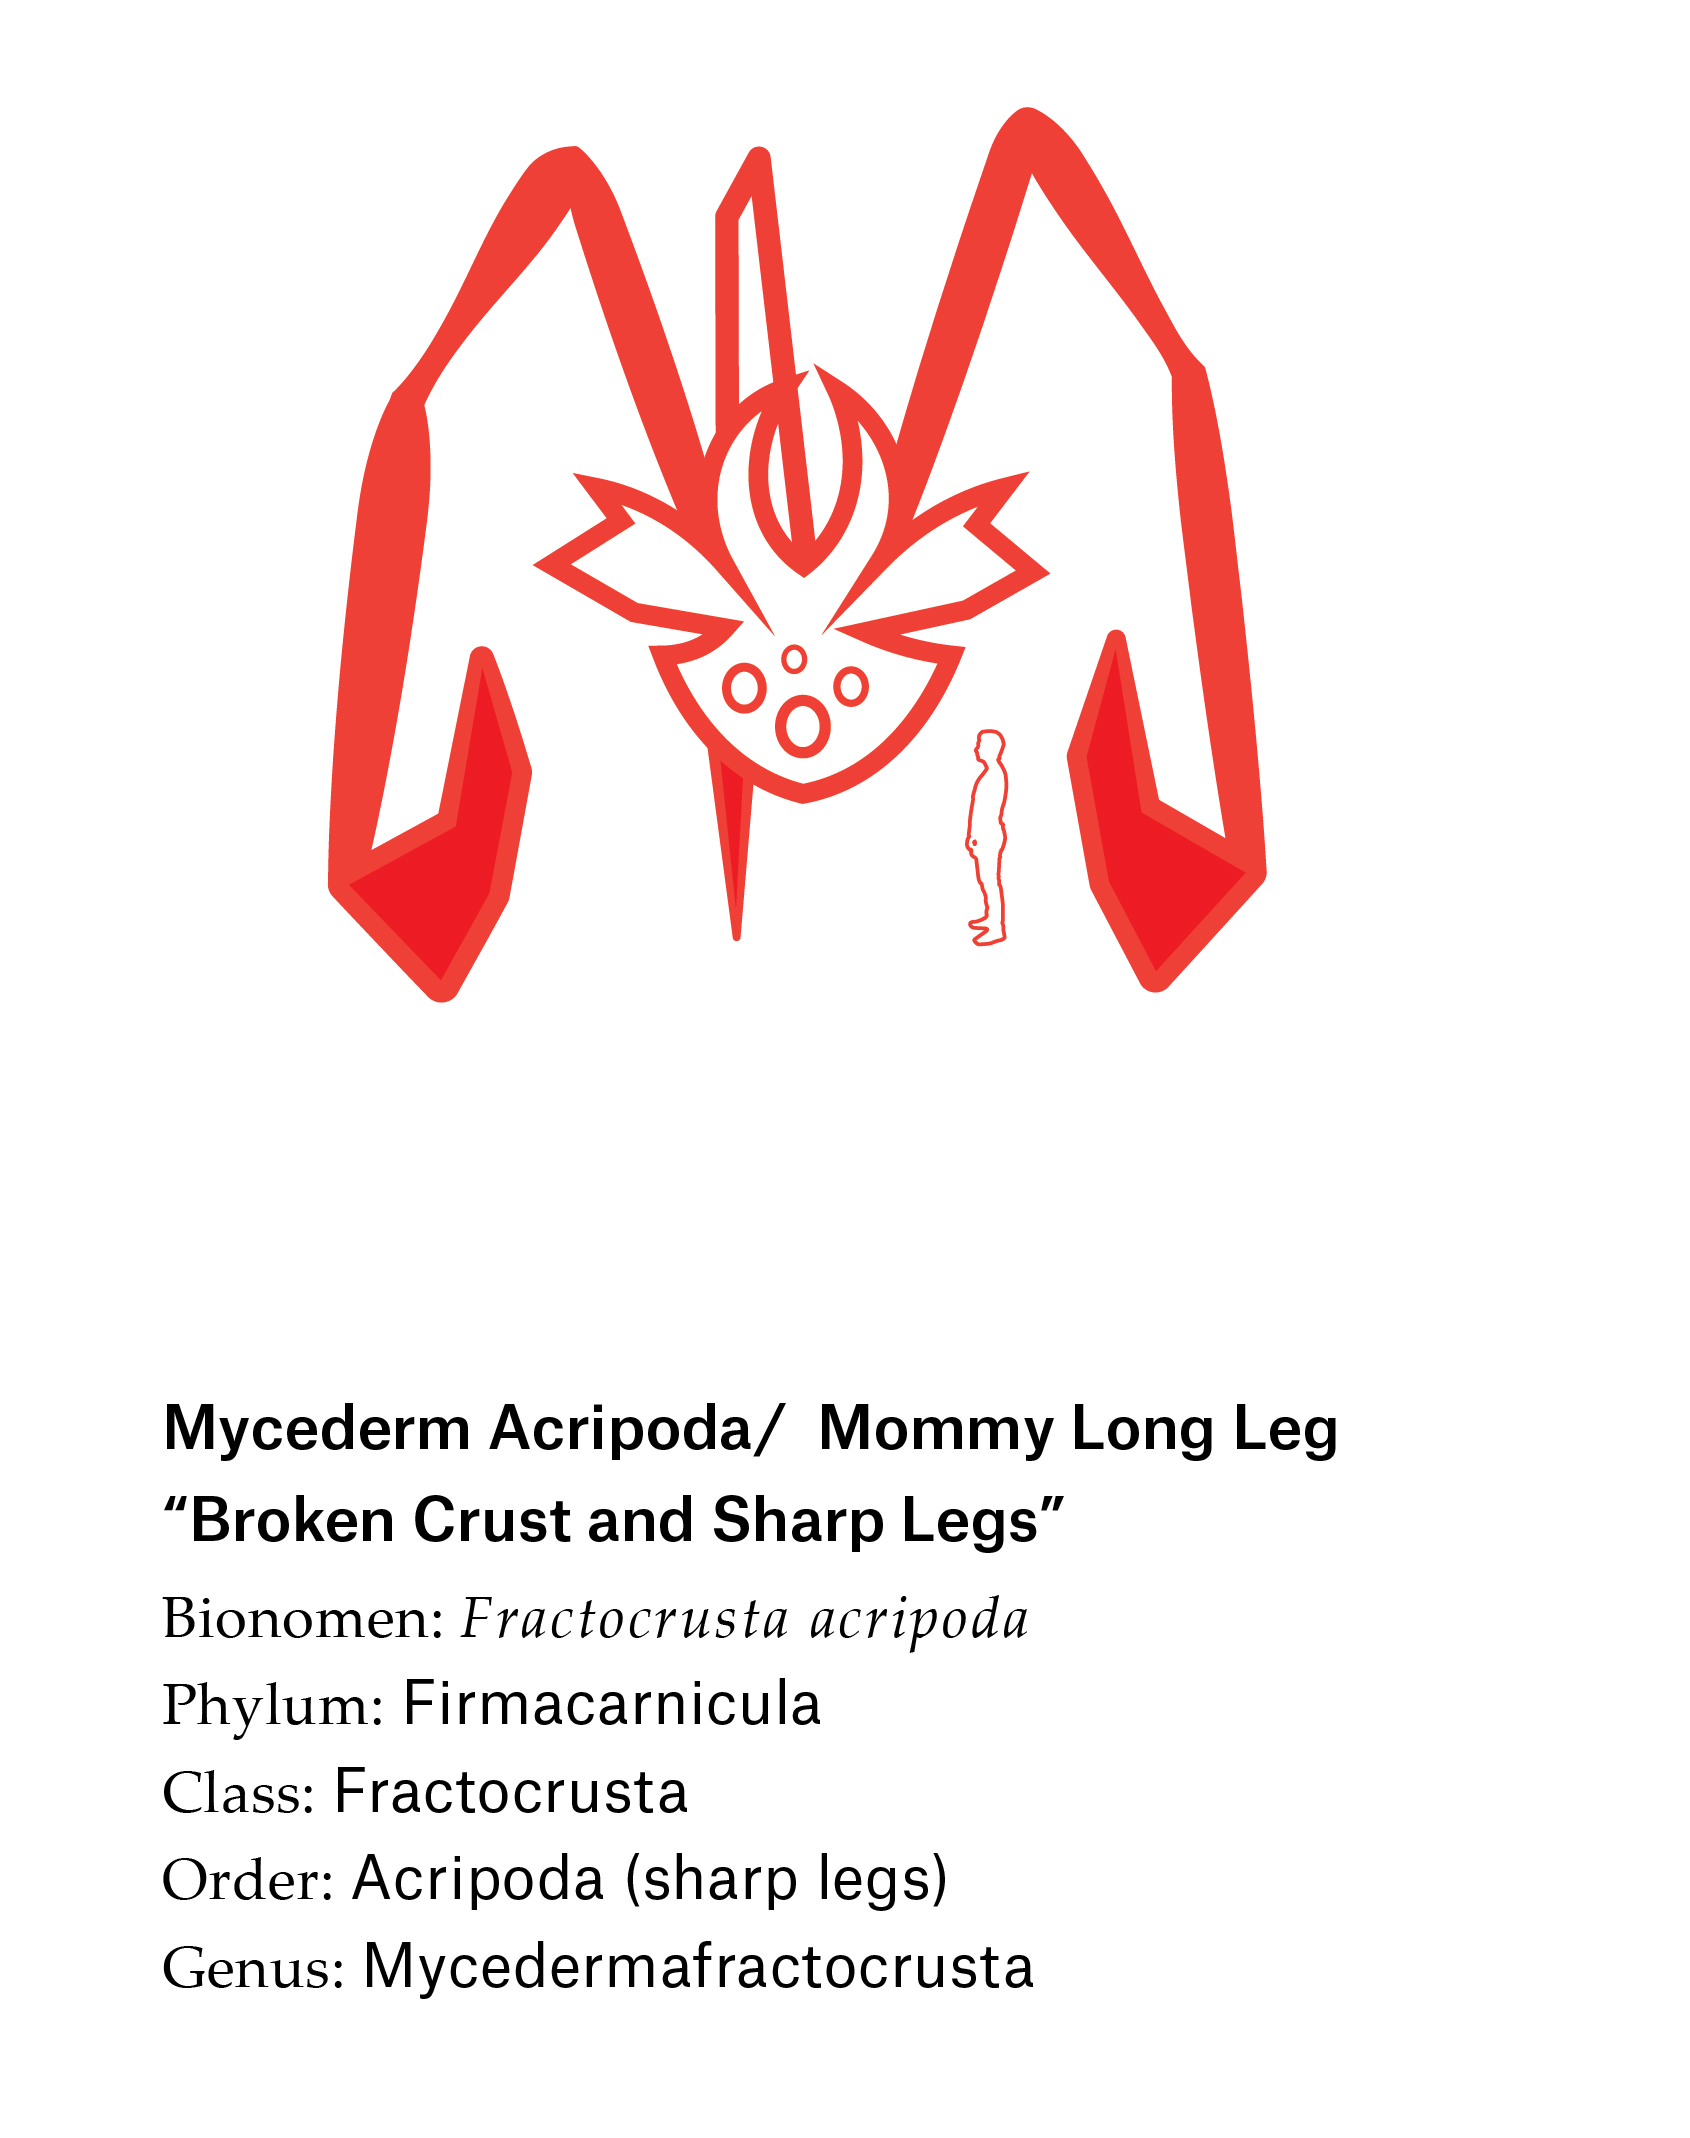 Mycederm Acripoda/  Mommy Long Leg
“Broken Crust and Sharp Legs”
Bionomen: Fractocrusta acripoda
Phylum: Firmacarnicula
Class: Fractocrusta
Order: Acripoda (sharp legs)
Genus: Mycedermafractocrusta